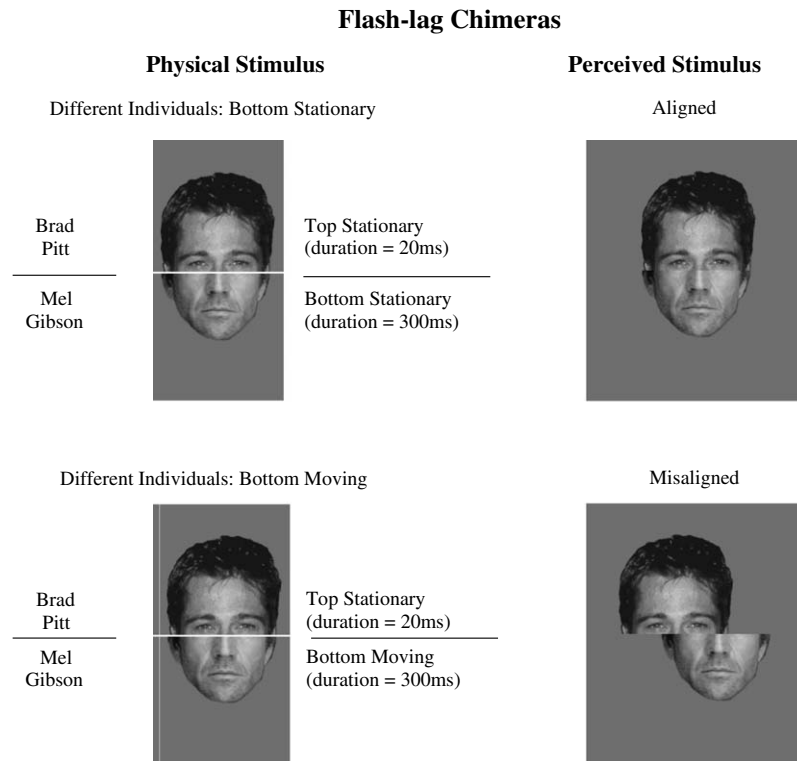 Flash-lag Chimeras
Physical Stimulus
Perceived Stimulus
Different Individuals: Bottom Stationary
Aligned
Brad
Pitt
Top Stationary
(duration = 20ms)
Mel
Gibson
Bottom Stationary
(duration = 300ms)
Different Individuals: Bottom Moving
Misaligned
Brad
Pitt
Top Stationary
(duration = 20ms)
Mel
Gibson
Bottom Moving
(duration = 300ms)